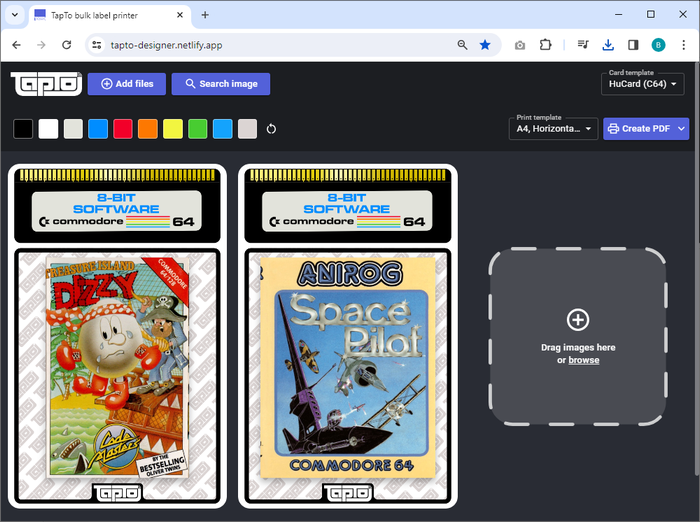 TapTo bulk label printer
tapto-designer.netlify.app
B
TapTo
Add files
Search image
Card template
HuCard (C64)
Print template
A4, Horizonta...
Create PDF
8-BIT
SOFTWARE
commodore 64
TREASURE ISLAND
DIZZY
COMMODORE
64/128
Code
Masters
BY THE
BESTSELLING
OLIVER TWINS
TapTo
8-BIT
SOFTWARE
commodore 64
ANIROG
Space
Pilot
COMMODORE 64
TapTo
Drag images here
or browse